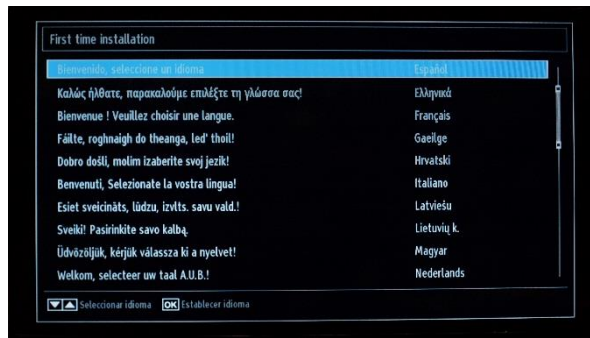 First time installation
Bienvenido, seleccione un idioma Español
Καλώς ήλθατε, παρακαλούμε επιλέξτε τη γλώσσα σας! Ελληνικά
Bienvenue ! Veuillez choisir une langue. Français
Fáilte, roghnaigh do theanga, led' thoil! Gaeilge
Dobro došli, molim izaberite svoj jezik! Hrvatski
Benvenuti, Selezionate la vostra lingua! Italiano
Esiet sveicināts, lūdzu, izvlts. savu vald.! Latviešu
Sveiki! Pasirinkite savo kalbą. Lietuvių k.
Üdvözöljük, kérjük válassza ki a nyelvet! Magyar
Welkom, selecteer uw taal A.U.B.! Nederlands
Seleccionar idioma OK Establecer idioma